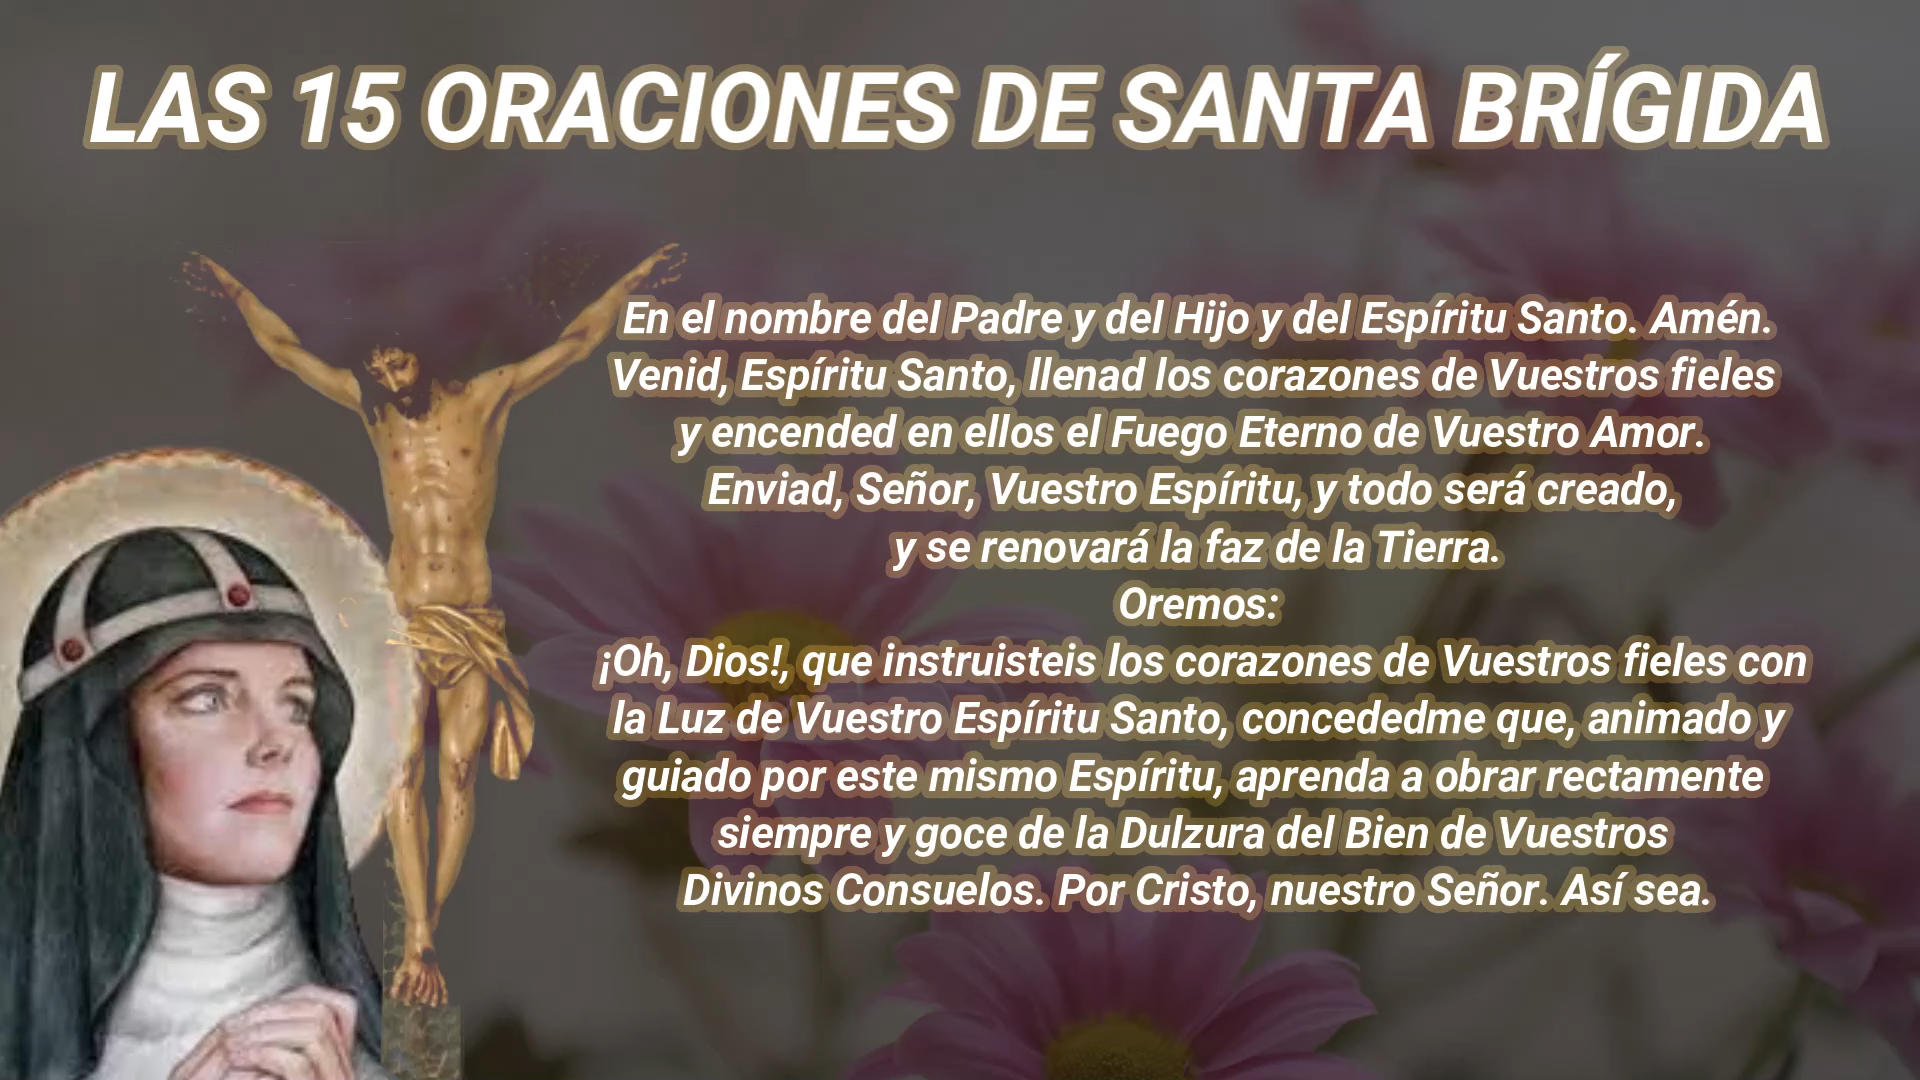 LAS 15 ORACIONES DE SANTA BRÍGIDA
En el nombre del Padre y del Hijo y del Espíritu Santo. Amén.
Venid, Espíritu Santo, llenad los corazones de Vuestros fieles
y encended en ellos el Fuego Eterno de Vuestro Amor.
Enviad, Señor, Vuestro Espíritu, y todo será creado,
y se renovará la faz de la Tierra.
Oremos:
¡Oh, Dios!, que instruisteis los corazones de Vuestros fieles con
la Luz de Vuestro Espíritu Santo, concededme que, animado y
guiado por este mismo Espíritu, aprenda a obrar rectamente
siempre y goce de la Dulzura del Bien de Vuestros
Divinos Consuelos. Por Cristo, nuestro Señor. Así sea.